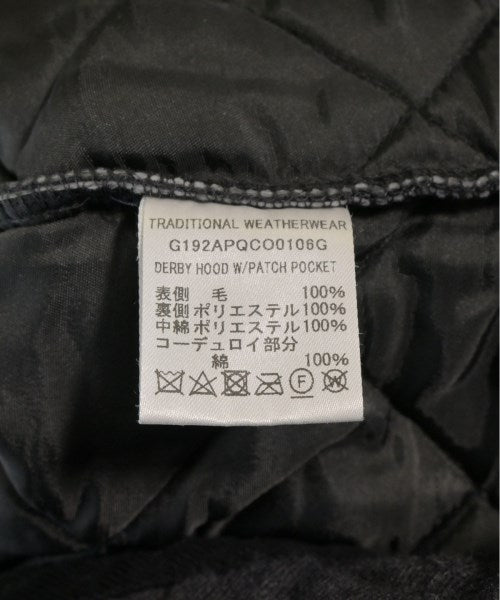 TRADITIONAL WEATHERWEAR
G192APQCO0106G
DERBY HOOD W/PATCH POCKET
表側 毛 100%
裏側 ポリエステル 100%
中綿 ポリエステル 100%
コーデュロイ部分
綿 100%
F W